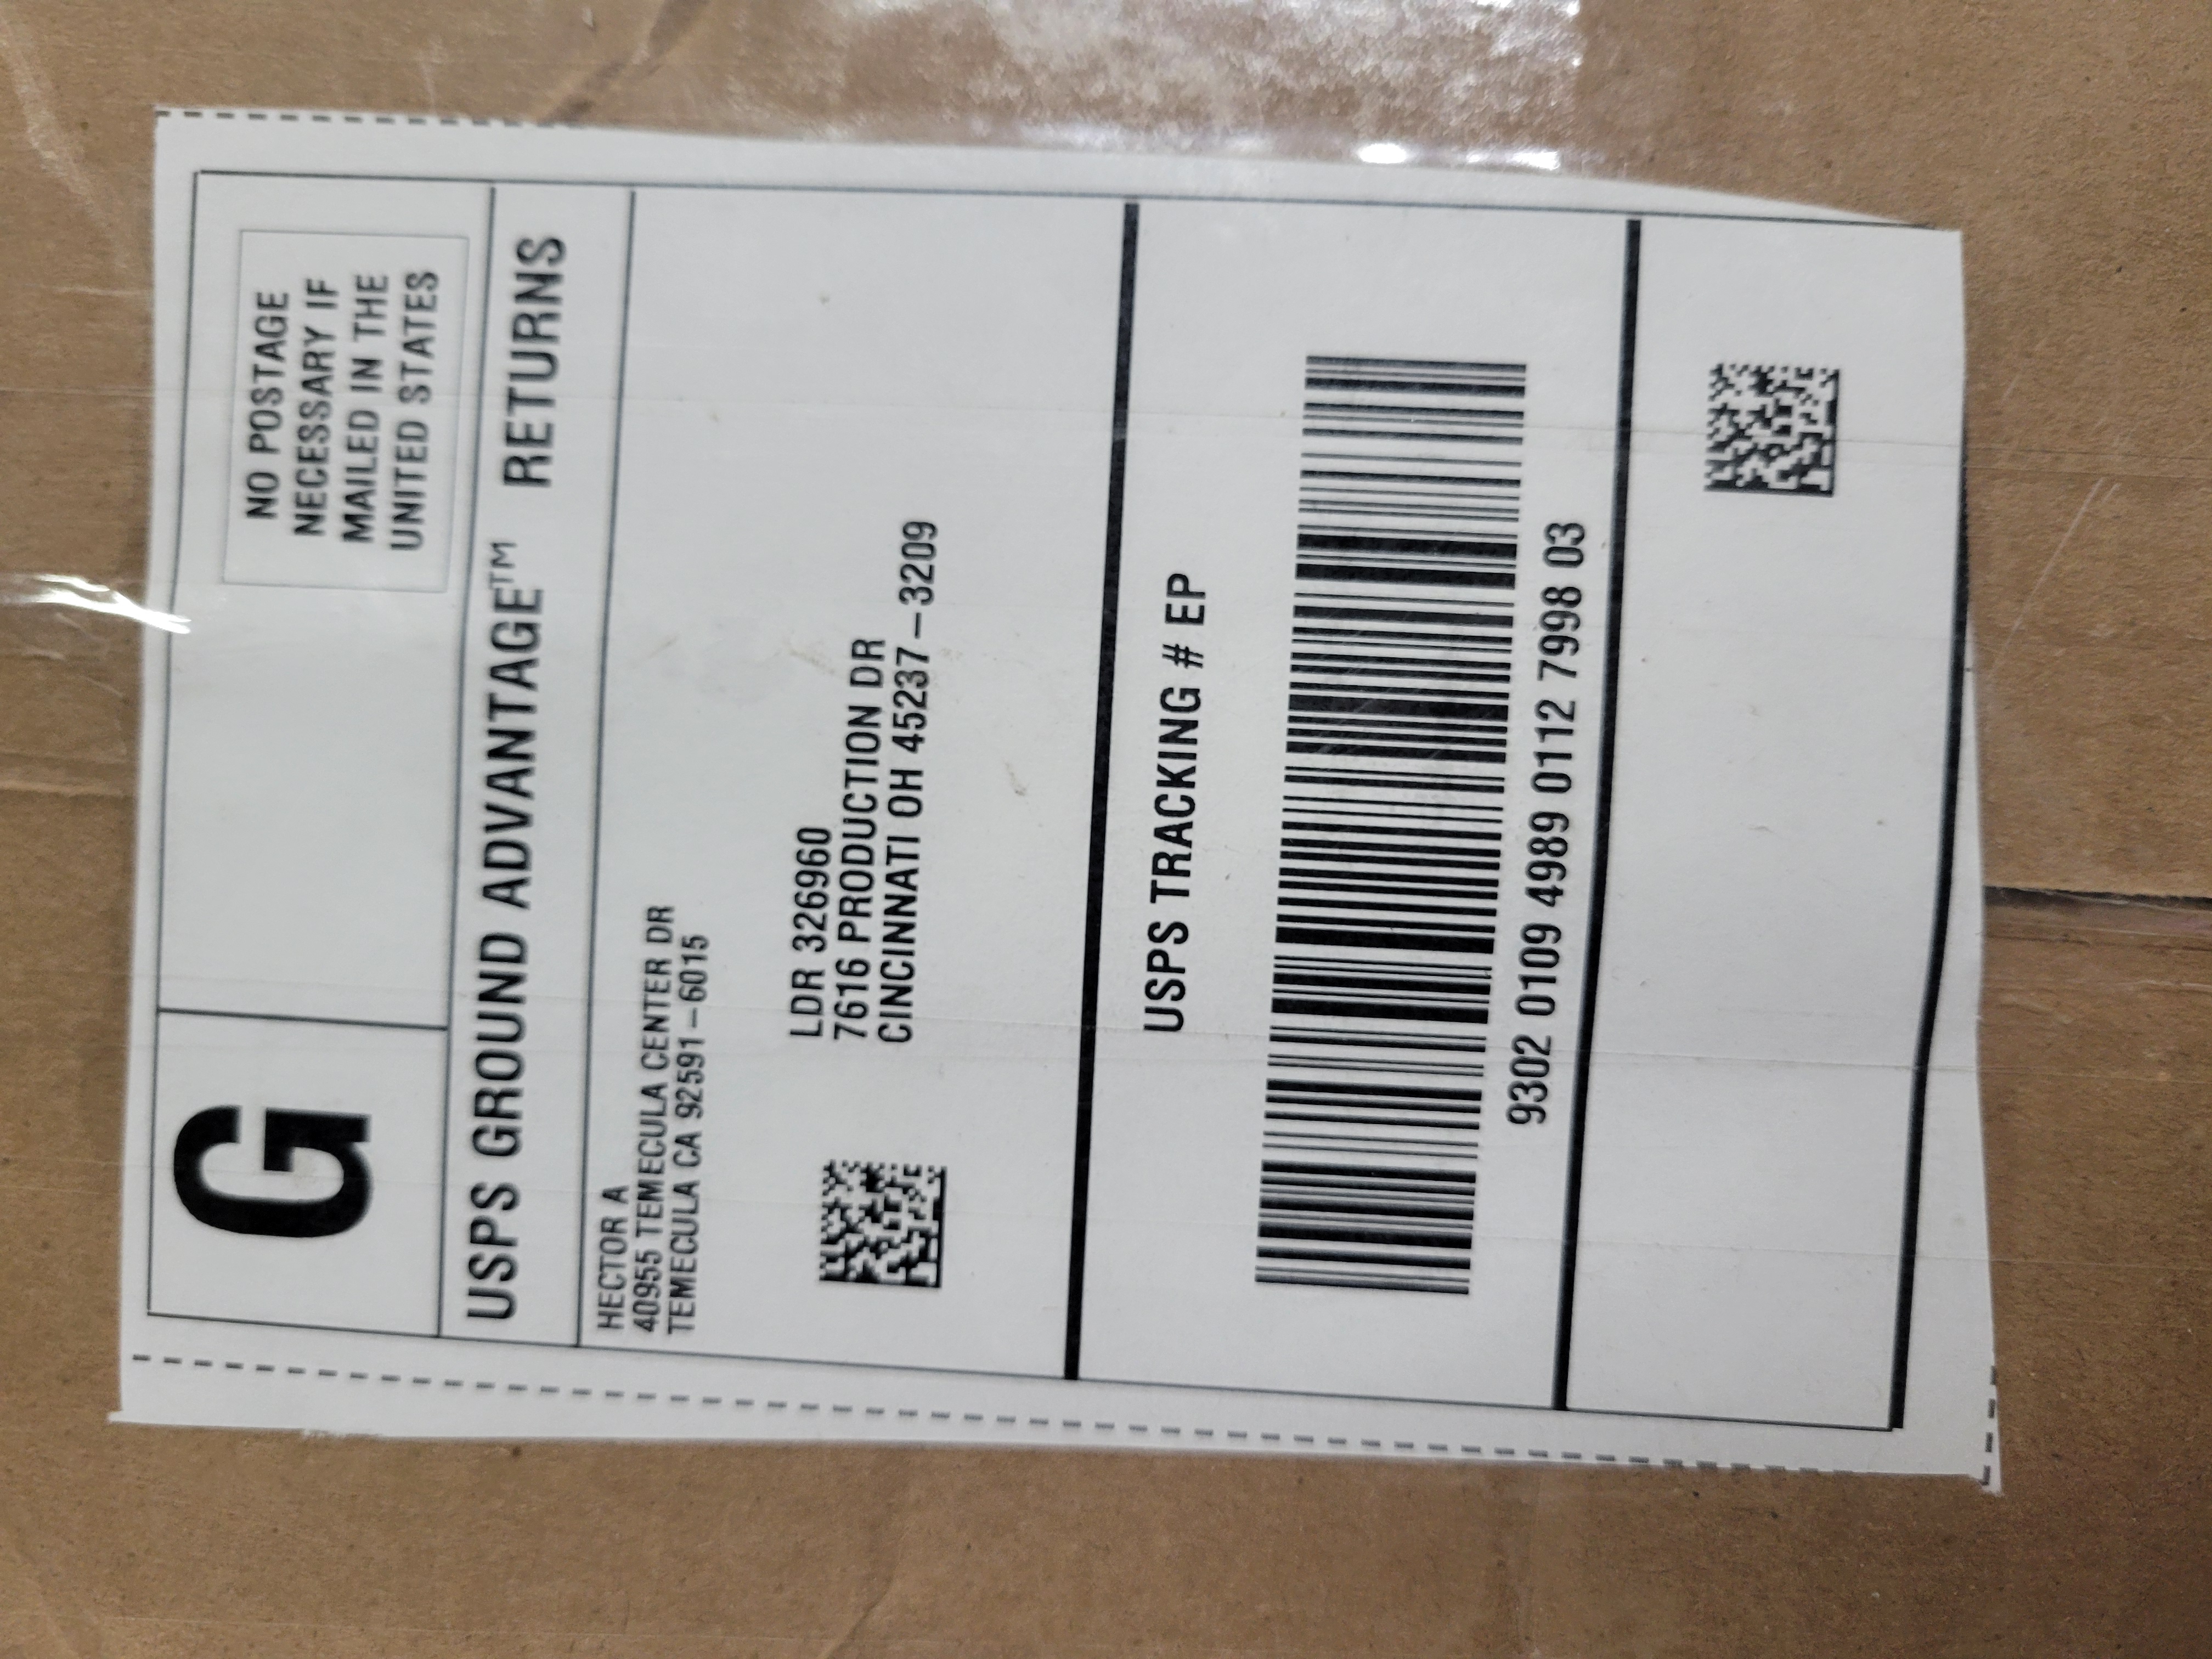 G
NO POSTAGE
NECESSARY IF
MAILED IN THE
UNITED STATES
USPS GROUND ADVANTAGE™ RETURNS
HECTOR A
40955 TEMECULA CENTER DR
TEMECULA CA 92591-6015
LDR 326960
7616 PRODUCTION DR
CINCINNATI OH 45237-3209
USPS TRACKING # EP
9302 0109 4989 0112 7998 03